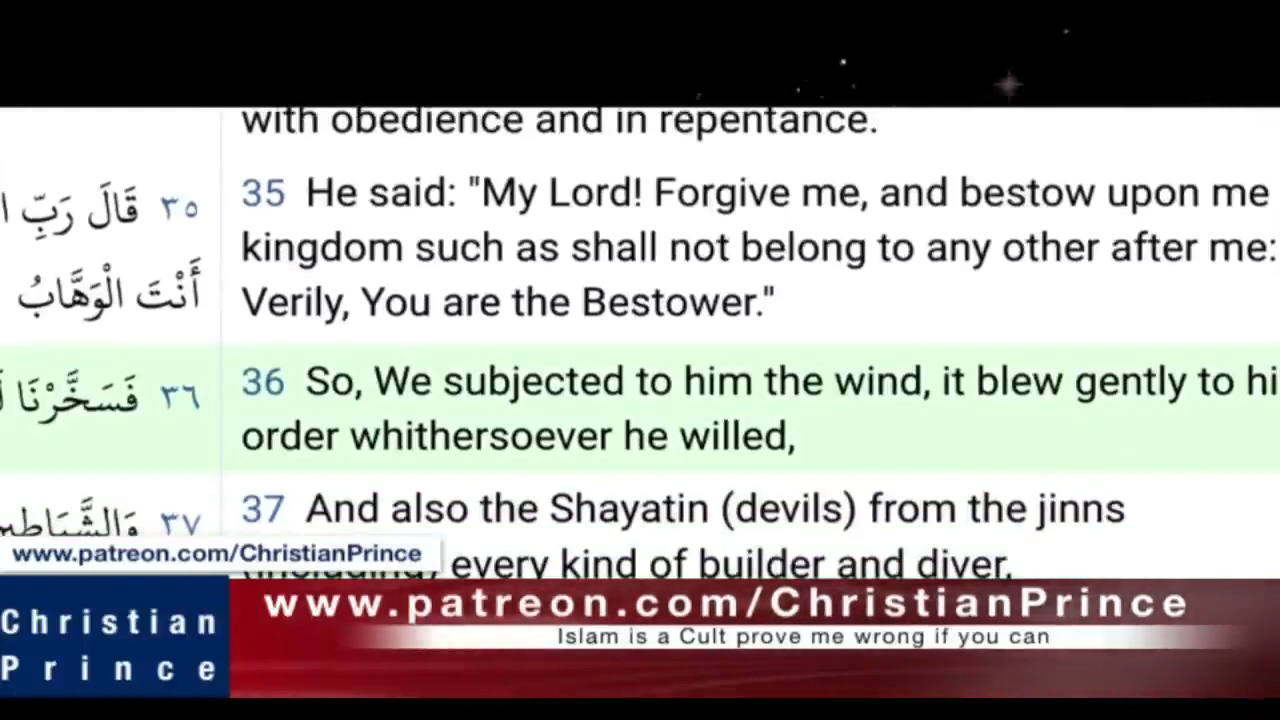 with obedience and in repentance.
٣٥ قَالَ رَبِّ
أَنْتَ الْوَهَّابُ
35 He said: "My Lord! Forgive me, and bestow upon me
kingdom such as shall not belong to any other after me:
Verily, You are the Bestower."
٣٦ فَسَخَّرْنَا
36 So, We subjected to him the wind, it blew gently to hi
order whithersoever he willed,
٣٧
37 And also the Shayatin (devils) from the jinns
(including) every kind of builder and diver,
www.patreon.com/ChristianPrince
Christian
Prince
www.patreon.com/ChristianPrince
Islam is a Cult prove me wrong if you can